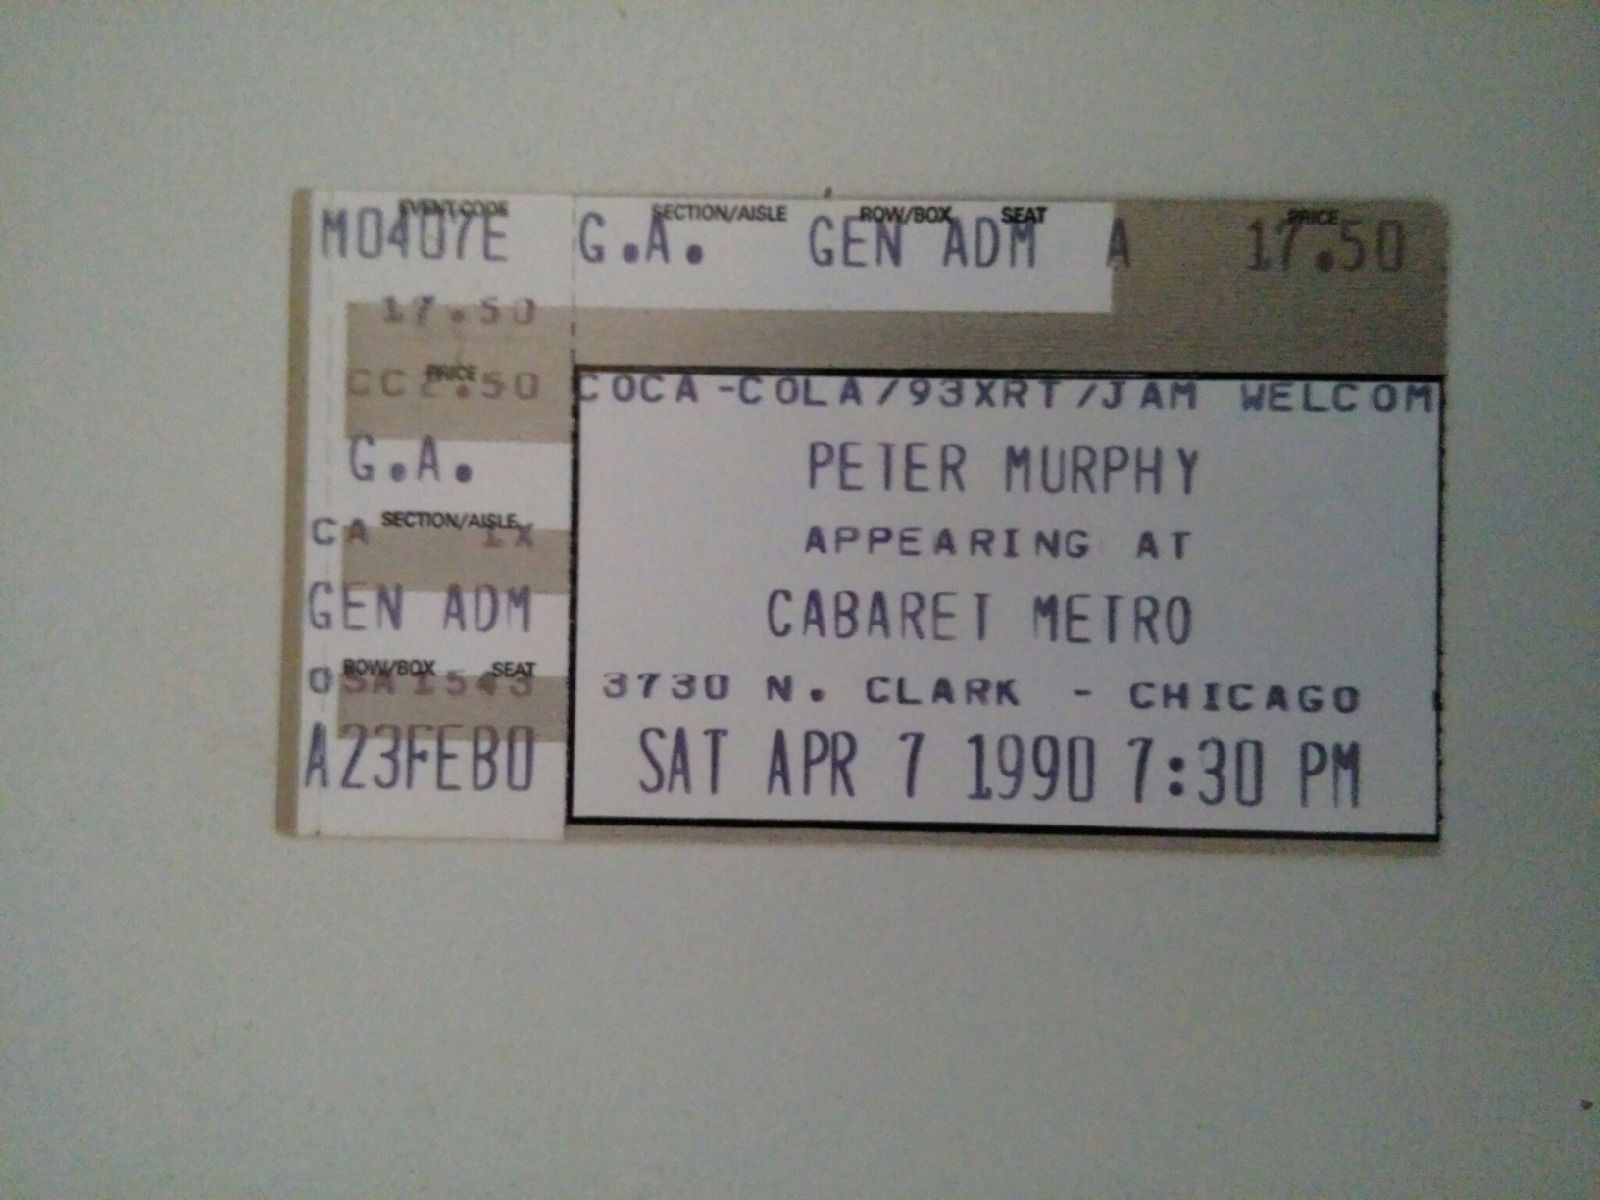 EVENT CODE
M0407E
17.50
PRICE
G.A.
SECTION/AISLE
CA 1X
GEN ADM
ROW/BOX SEAT
A23FEB0
SECTION/AISLE ROW/BOX SEAT PRICE
G.A. GEN ADM A 17.50
COCA-COLA/93XRT/JAM WELCOM
PETER MURPHY
APPEARING AT
CABARET METRO
3730 N. CLARK - CHICAGO
SAT APR 7 1990 7:30 PM